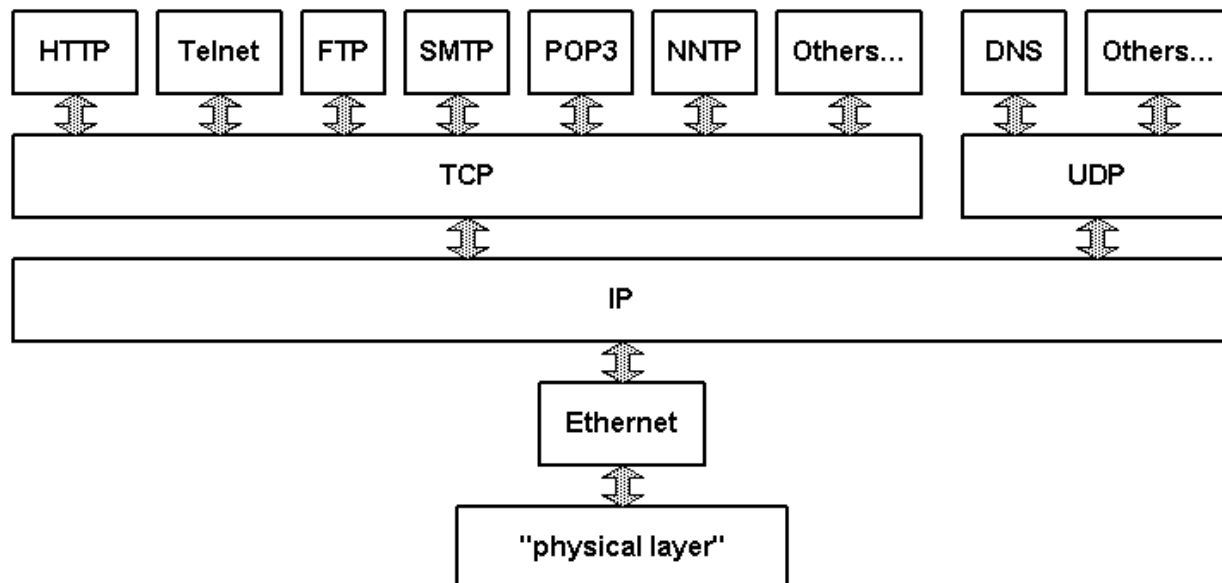 HTTP
Telnet
FTP
SMTP
POP3
NNTP
Others...
DNS
Others...
TCP
UDP
IP
Ethernet
"physical layer"